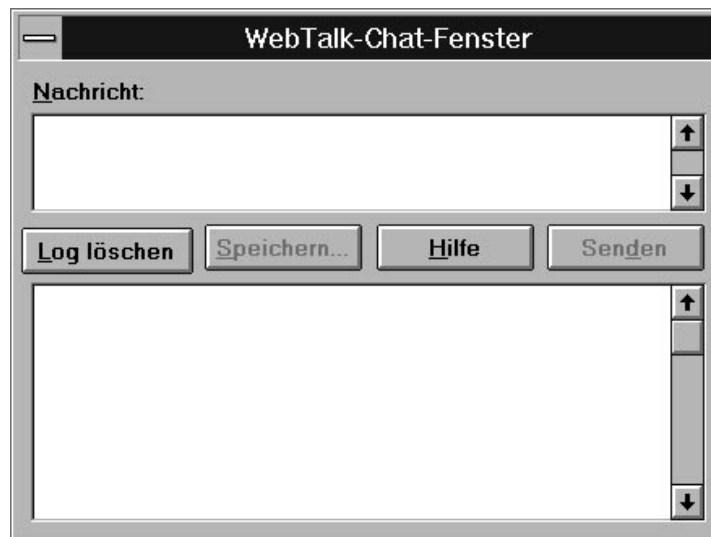 WebTalk-Chat-Fenster
Nachricht:
Log löschen Speichern... Hilfe Senden